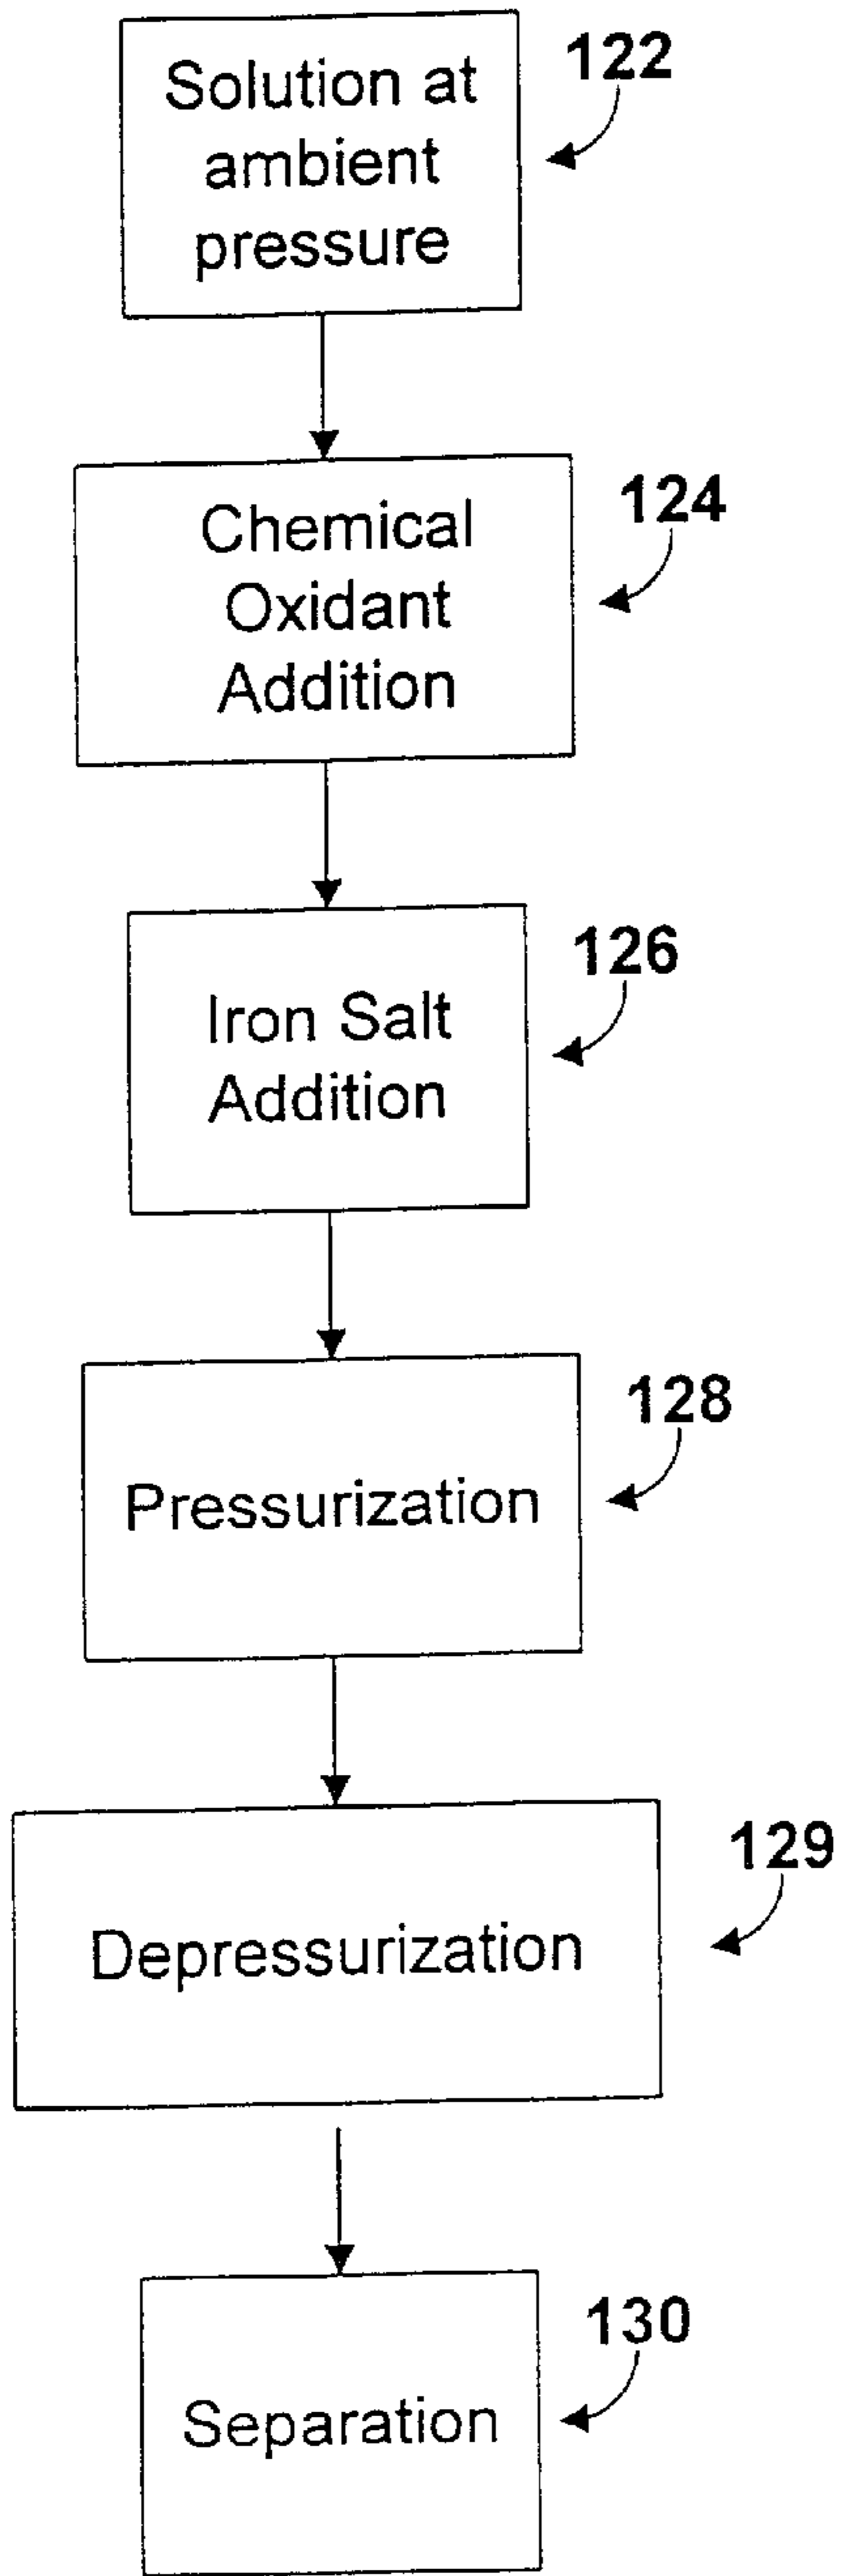 Solution at
ambient
pressure
122
Chemical
Oxidant
Addition
124
Iron Salt
Addition
126
Pressurization
128
Depressurization
129
Separation
130